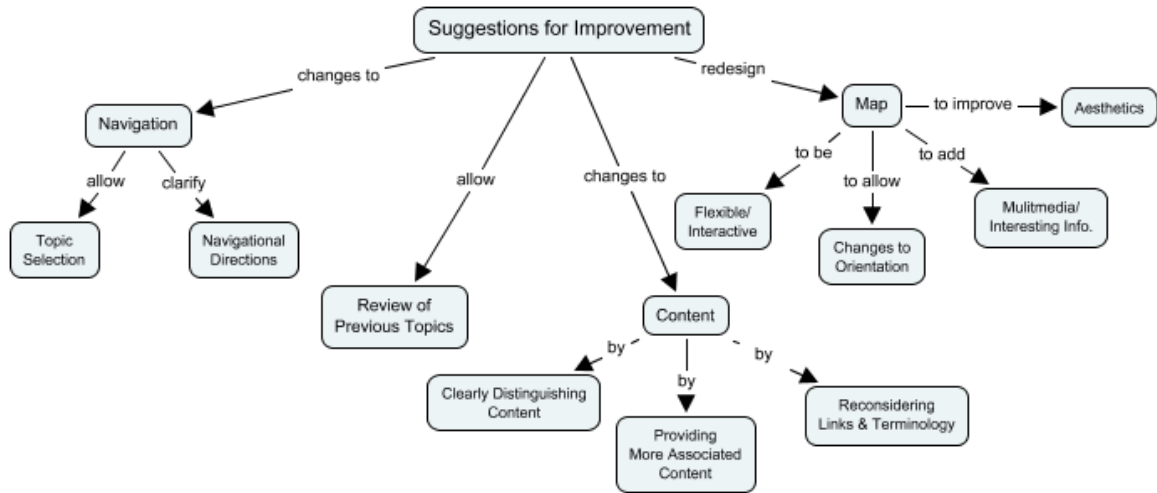 Suggestions for Improvement
changes to
redesign
Map
to improve
Aesthetics
Navigation
to be
to add
allow
clarify
allow
changes to
to allow
Flexible/
Interactive
Mulitmedia/
Interesting Info.
Topic
Selection
Navigational
Directions
Changes to
Orientation
Review of
Previous Topics
Content
by
by
by
Clearly Distinguishing
Content
Reconsidering
Links & Terminology
Providing
More Associated
Content